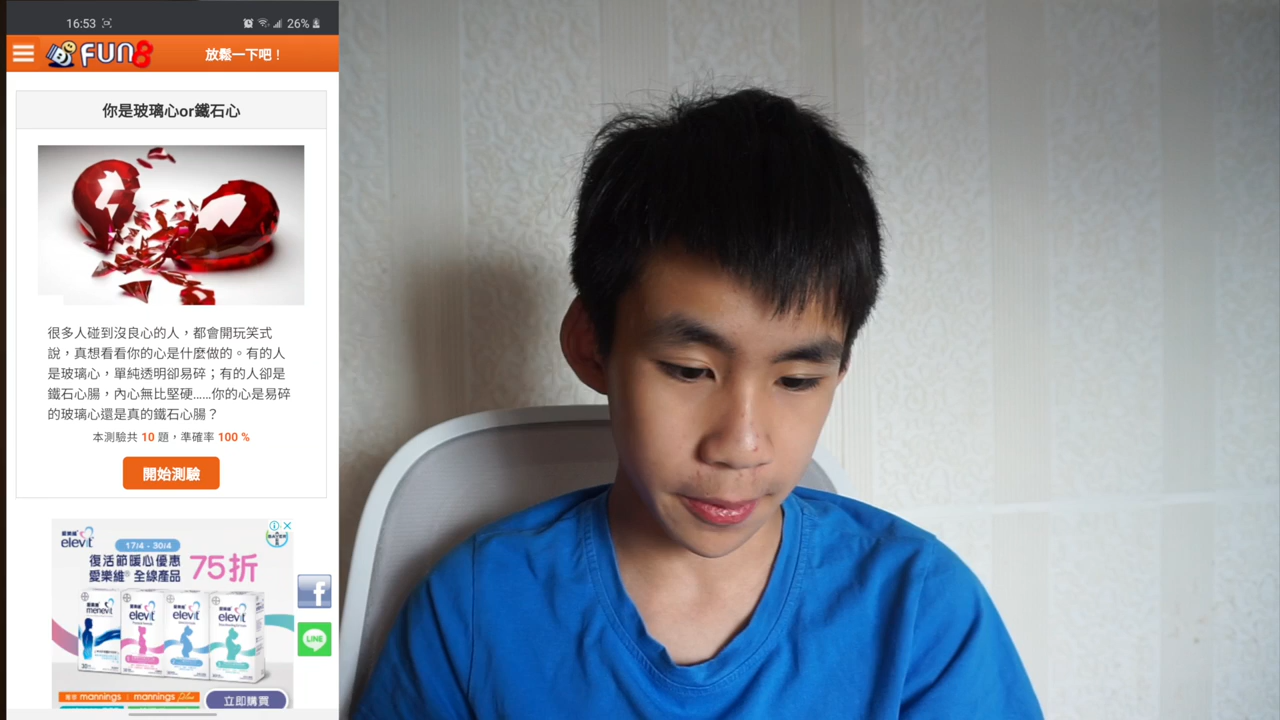 16:53
26%
FUN8
放鬆一下吧！
你是玻璃心or鐵石心
很多人碰到沒良心的人，都會開玩笑式
說，真想看看你的心是什麼做的。有的人
是玻璃心，單純透明卻易碎；有的人卻是
鐵石心腸，內心無比堅硬......你的心是易碎
的玻璃心還是真的鐵石心腸？
本測驗共 10 題，準確率 100 %
開始測驗
愛樂維
elevit
17/4 - 30/4
復活節暖心優惠
愛樂維® 全線產品
75折
menevit
elevit
elevit
elevit
mannings
mannings Plus
立即購買
f
LINE